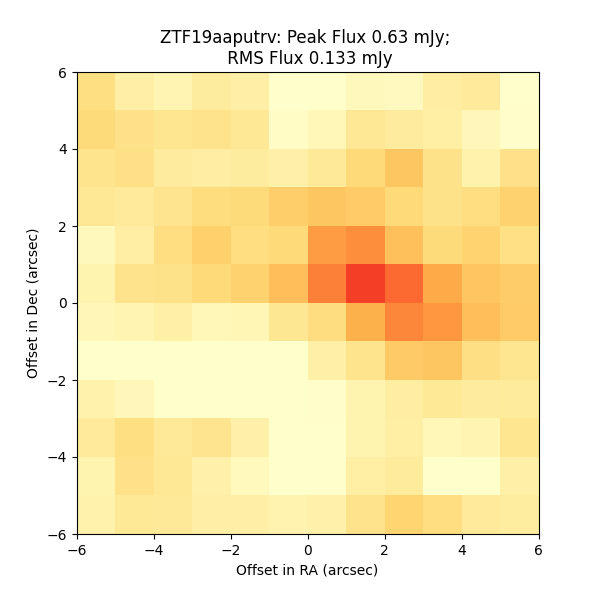 ZTF19aaputrv: Peak Flux 0.63 mJy;
RMS Flux 0.133 mJy
6
4
2
0
−2
−4
−6
Offset in Dec (arcsec)
−6 −4 −2 0 2 4 6
Offset in RA (arcsec)